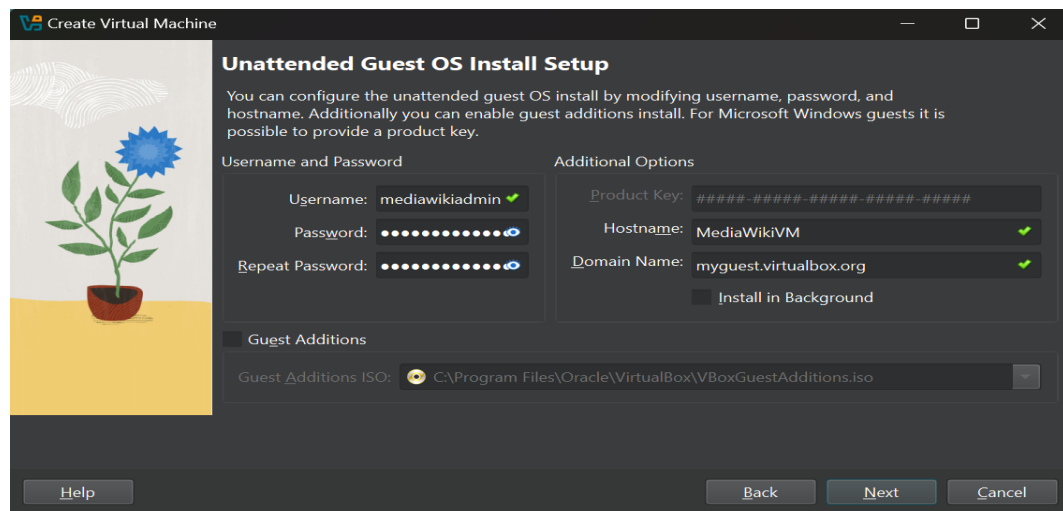 Create Virtual Machine
Unattended Guest OS Install Setup
You can configure the unattended guest OS install by modifying username, password, and
hostname. Additionally you can enable guest additions install. For Microsoft Windows guests it is
possible to provide a product key.
Username and Password
Username: mediawikiadmin
Password:
Repeat Password:
Additional Options
Product Key: #####-#####-#####-#####-#####
Hostname: MediaWikiVM
Domain Name: myguest.virtualbox.org
Install in Background
Guest Additions
Guest Additions ISO: C:\Program Files\Oracle\VirtualBox\VBoxGuestAdditions.iso
Help
Back
Next
Cancel